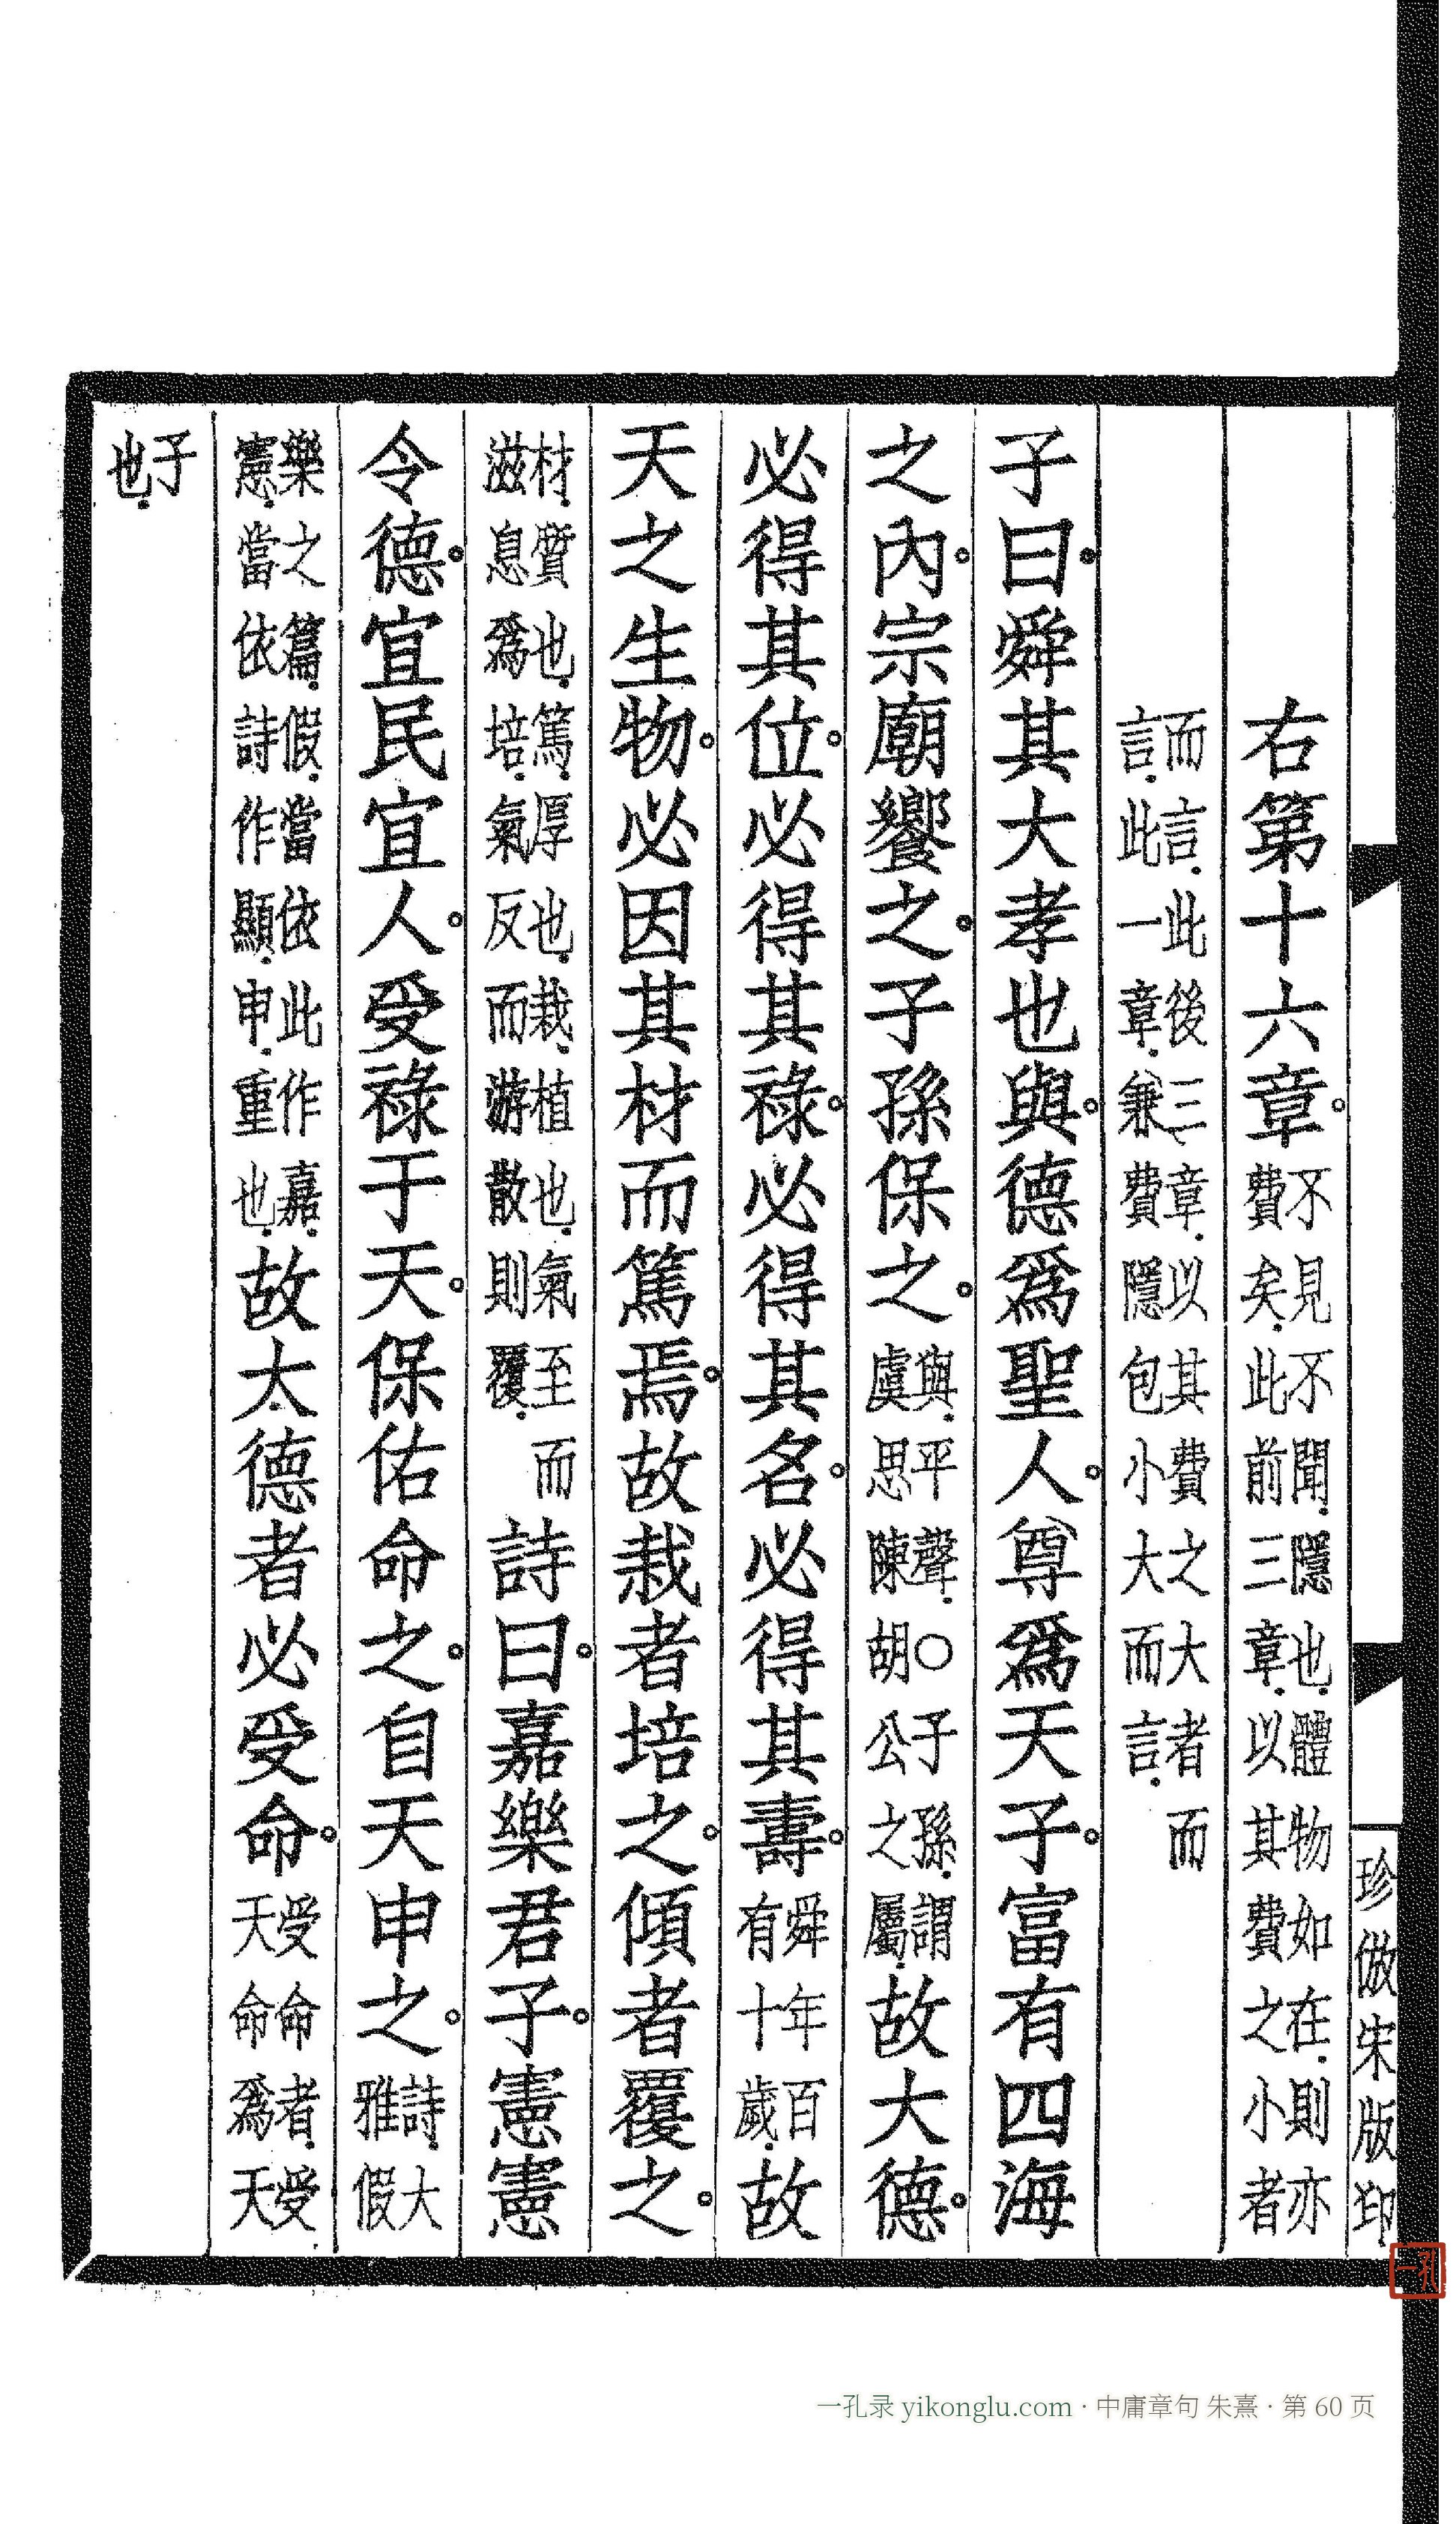 右第十六章。不見不聞。隱也。體物如在。則亦費矣。此前三章。以其費之小者
而言。此後三章。以其費之大者而言。此一章。兼費隱包小大而言。
子曰。舜其大孝也與。德爲聖人。尊爲天子。富有四海
之內。宗廟饗之。子孫保之。與。平聲。○子孫。謂虞思陳胡公之屬。故大德。
必得其位。必得其祿。必得其名。必得其壽。舜年百有十歲。故
天之生物。必因其材而篤焉。故栽者培之。傾者覆之。
材。質也。篤。厚也。栽。植也。氣至而滋息爲培。氣反而游散則覆。詩曰。嘉樂君子。憲憲
令德。宜民宜人。受祿于天。保佑命之。自天申之。詩。大雅假
樂之篇。假。當依此作嘉。憲。當依詩作顯。申。重也。故大德者必受命。受命者。受天命爲天
子也。
珍倣宋版印
一孔
一孔录 yikonglu.com · 中庸章句 朱熹 · 第 60 页